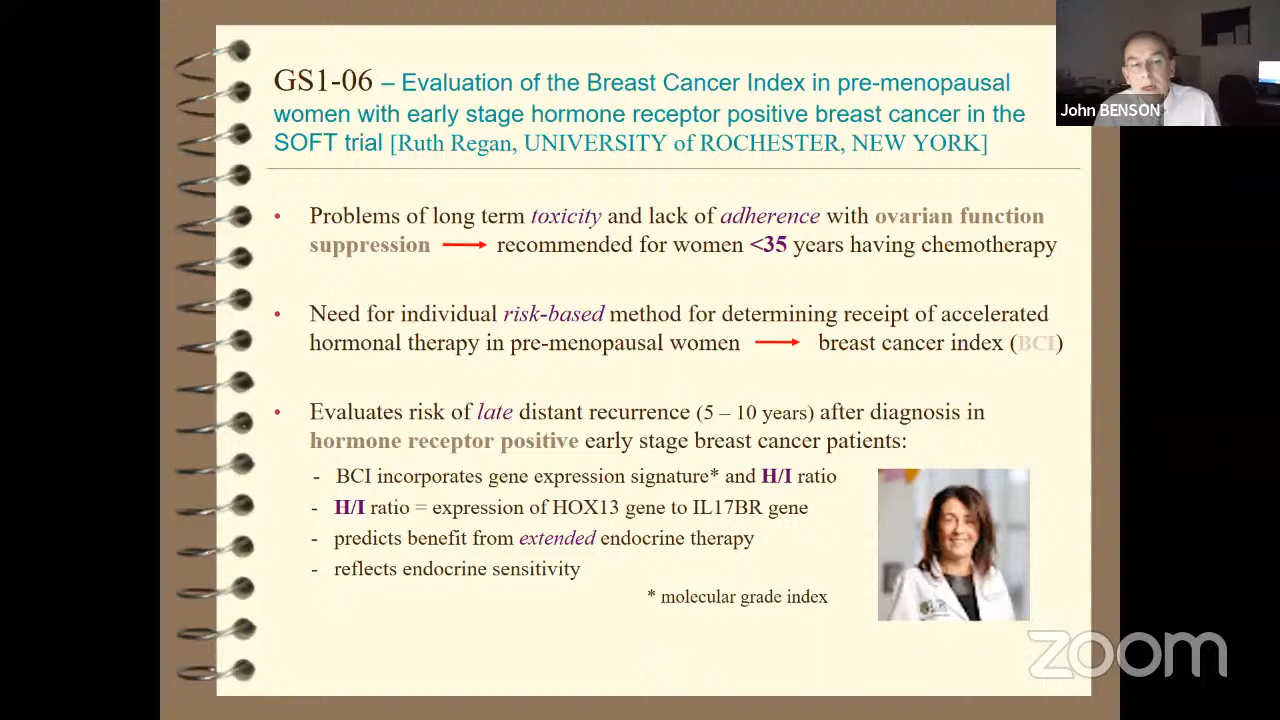 GS1-06 – Evaluation of the Breast Cancer Index in pre-menopausal
women with early stage hormone receptor positive breast cancer in the
SOFT trial [Ruth Regan, UNIVERSITY of ROCHESTER, NEW YORK]
John BENSON
• Problems of long term toxicity and lack of adherence with ovarian function
suppression → recommended for women <35 years having chemotherapy
• Need for individual risk-based method for determining receipt of accelerated
hormonal therapy in pre-menopausal women → breast cancer index (BCI)
• Evaluates risk of late distant recurrence (5 – 10 years) after diagnosis in
hormone receptor positive early stage breast cancer patients:
- BCI incorporates gene expression signature* and H/I ratio
- H/I ratio = expression of HOX13 gene to IL17BR gene
- predicts benefit from extended endocrine therapy
- reflects endocrine sensitivity
* molecular grade index
zoom